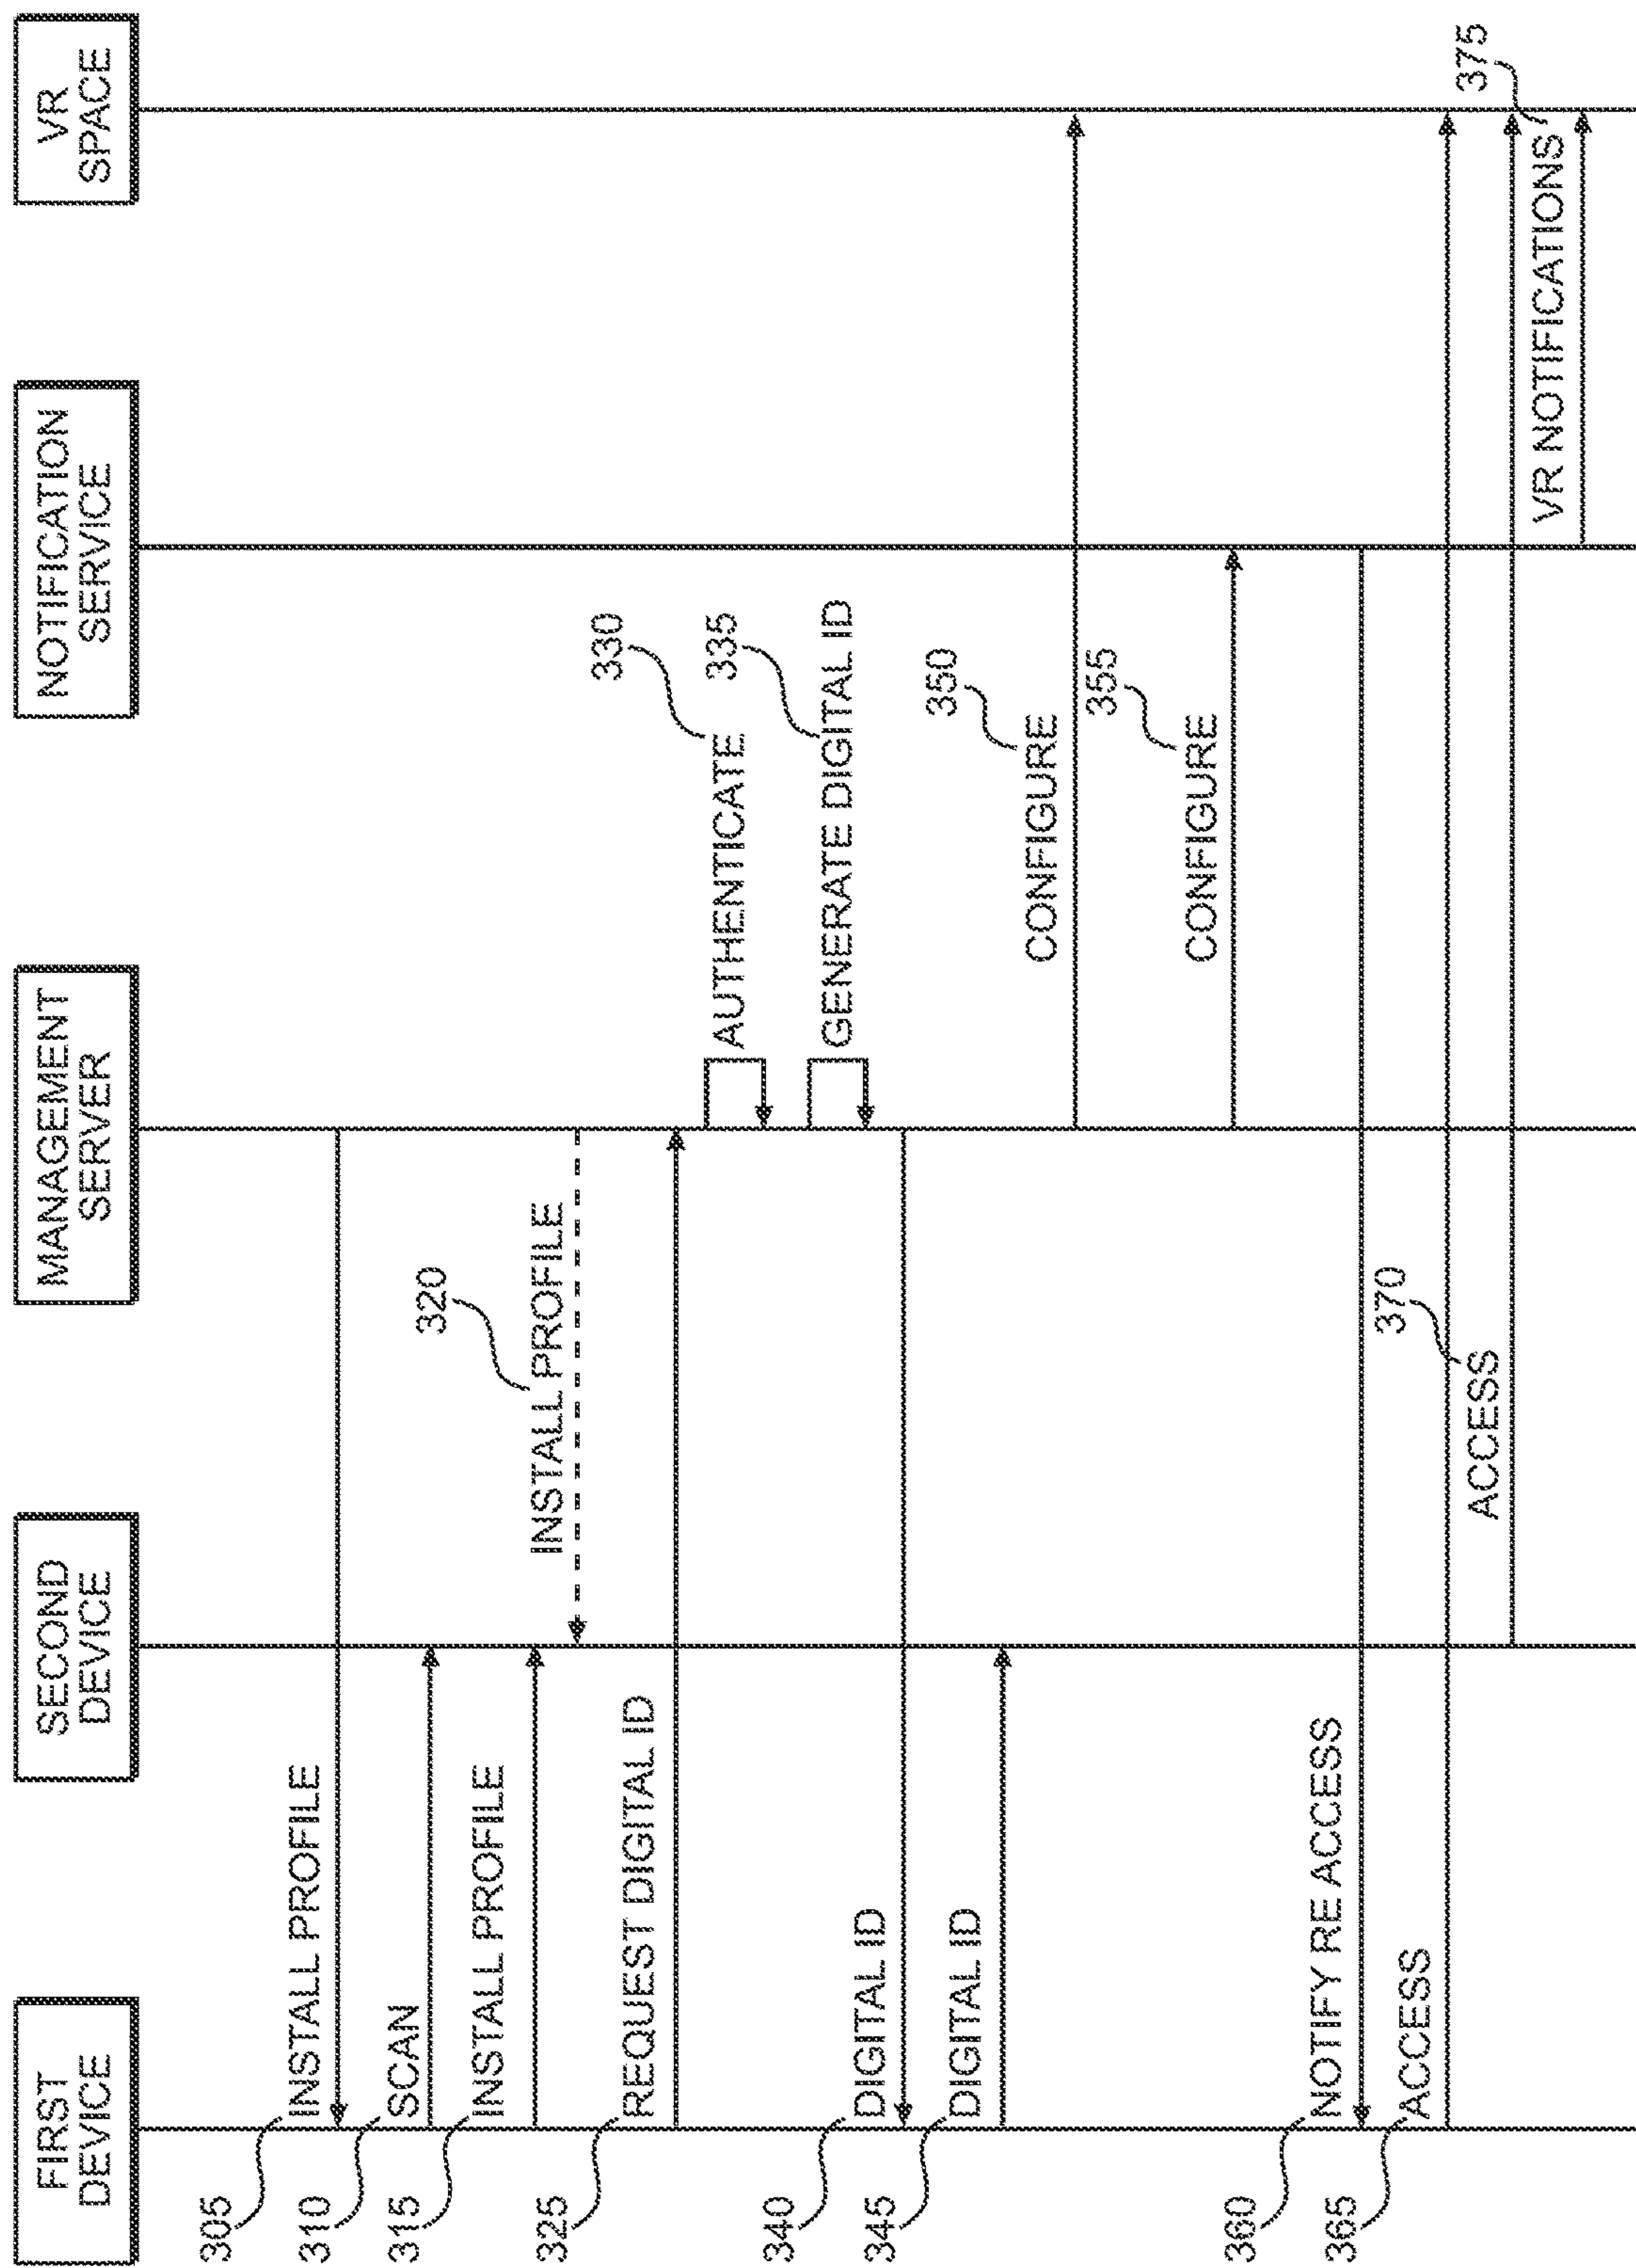 FIRST
DEVICE
SECOND
DEVICE
MANAGEMENT
SERVER
NOTIFICATION
SERVICE
VR
SPACE
305
INSTALL PROFILE
310
SCAN
315
INSTALL PROFILE
320
INSTALL PROFILE
325
REQUEST DIGITAL ID
330
AUTHENTICATE
335
GENERATE DIGITAL ID
340
DIGITAL ID
345
DIGITAL ID
350
CONFIGURE
355
CONFIGURE
360
NOTIFY RE ACCESS
365
ACCESS
370
ACCESS
375
VR NOTIFICATIONS